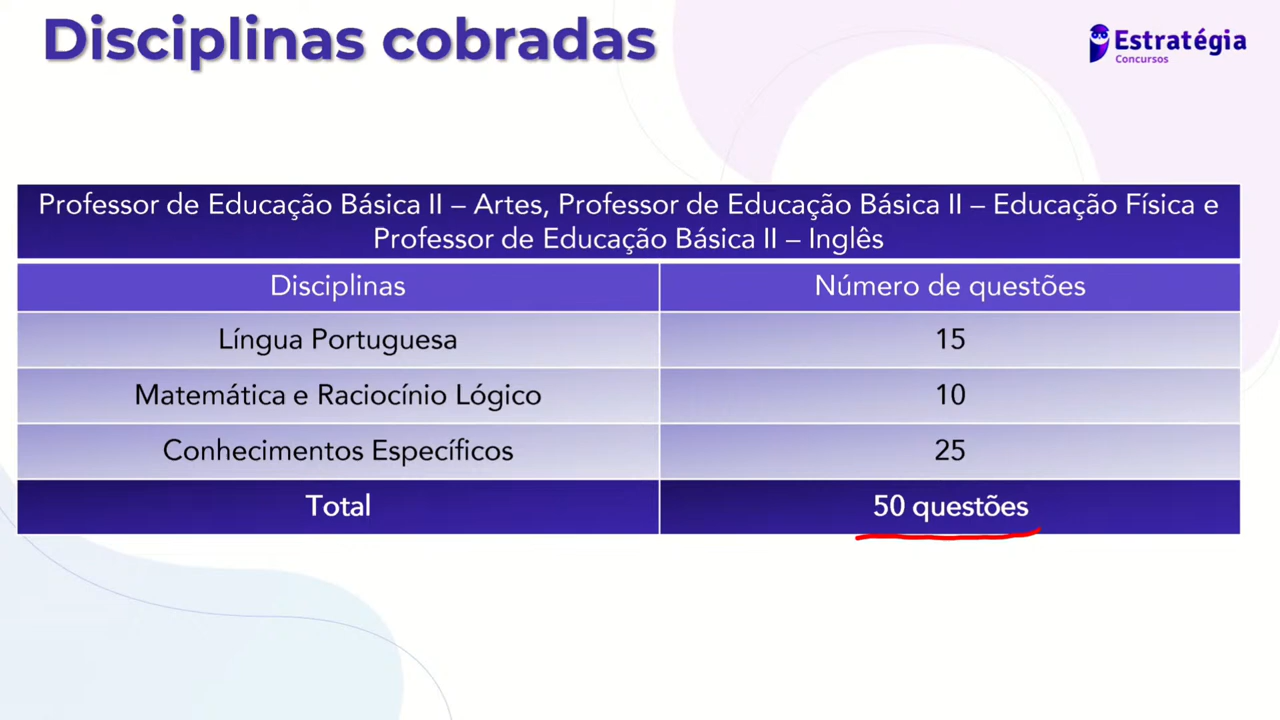 Disciplinas cobradas
Estratégia
Concursos
Professor de Educação Básica II – Artes, Professor de Educação Básica II – Educação Física e
Professor de Educação Básica II – Inglês
Disciplinas
Número de questões
Língua Portuguesa
15
Matemática e Raciocínio Lógico
10
Conhecimentos Específicos
25
Total
50 questões